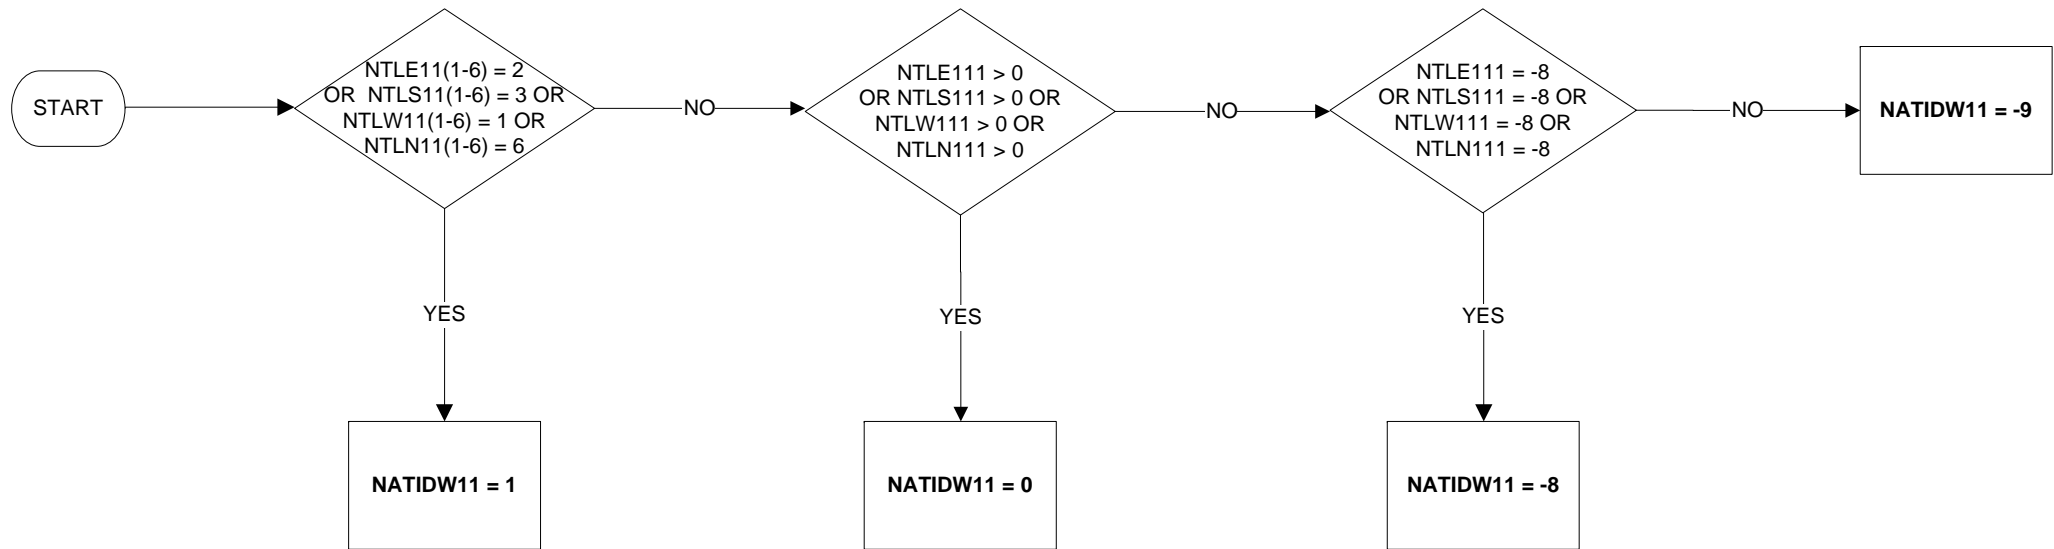 START
NTLE11(1-6) = 2
OR NTLS11(1-6) = 3 OR
NTLW11(1-6) = 1 OR
NTLN11(1-6) = 6
NO
NTLE111 > 0
OR NTLS111 > 0 OR
NTLW111 > 0 OR
NTLN111 > 0
NO
NTLE111 = -8
OR NTLS111 = -8 OR
NTLW111 = -8 OR
NTLN111 = -8
NO
NATIDW11 = -9
YES
YES
YES
NATIDW11 = 1
NATIDW11 = 0
NATIDW11 = -8